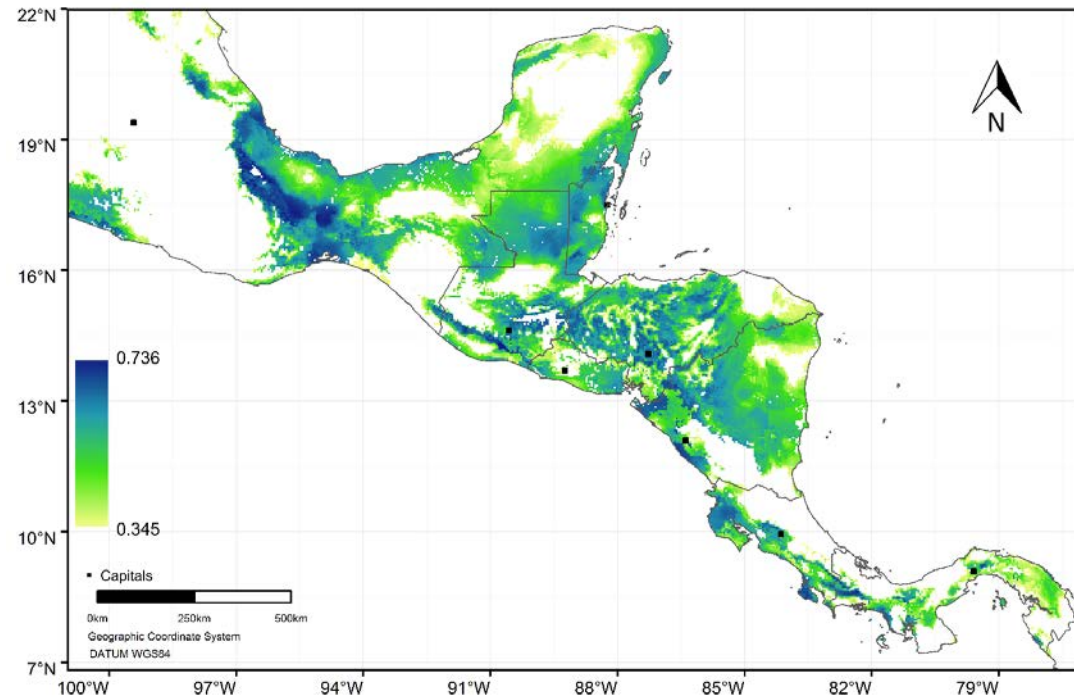 22°N
19°N
16°N
13°N
10°N
7°N
N
0.736
0.345
Capitals
0km 250km 500km
Geographic Coordinate System
DATUM WGS84
100°W 97°W 94°W 91°W 88°W 85°W 82°W 79°W